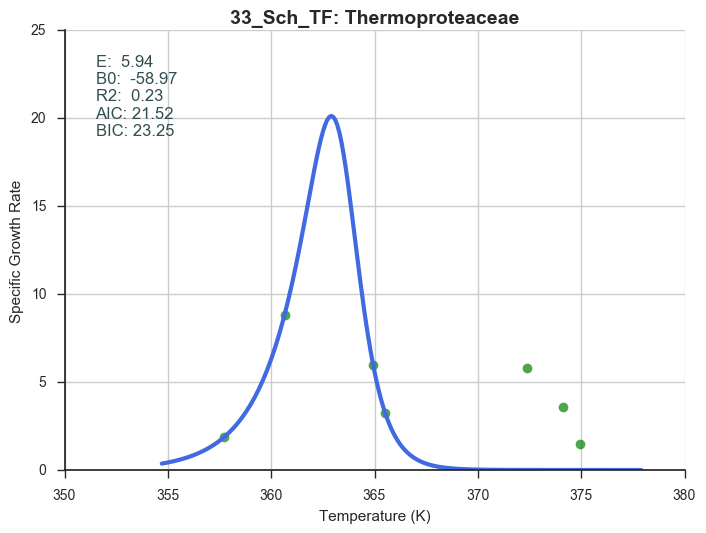 33_Sch_TF: Thermoproteaceae
E:  5.94
B0:  -58.97
R2:  0.23
AIC: 21.52
BIC: 23.25
25
20
15
10
5
0
Specific Growth Rate
350 355 360 365 370 375 380
Temperature (K)